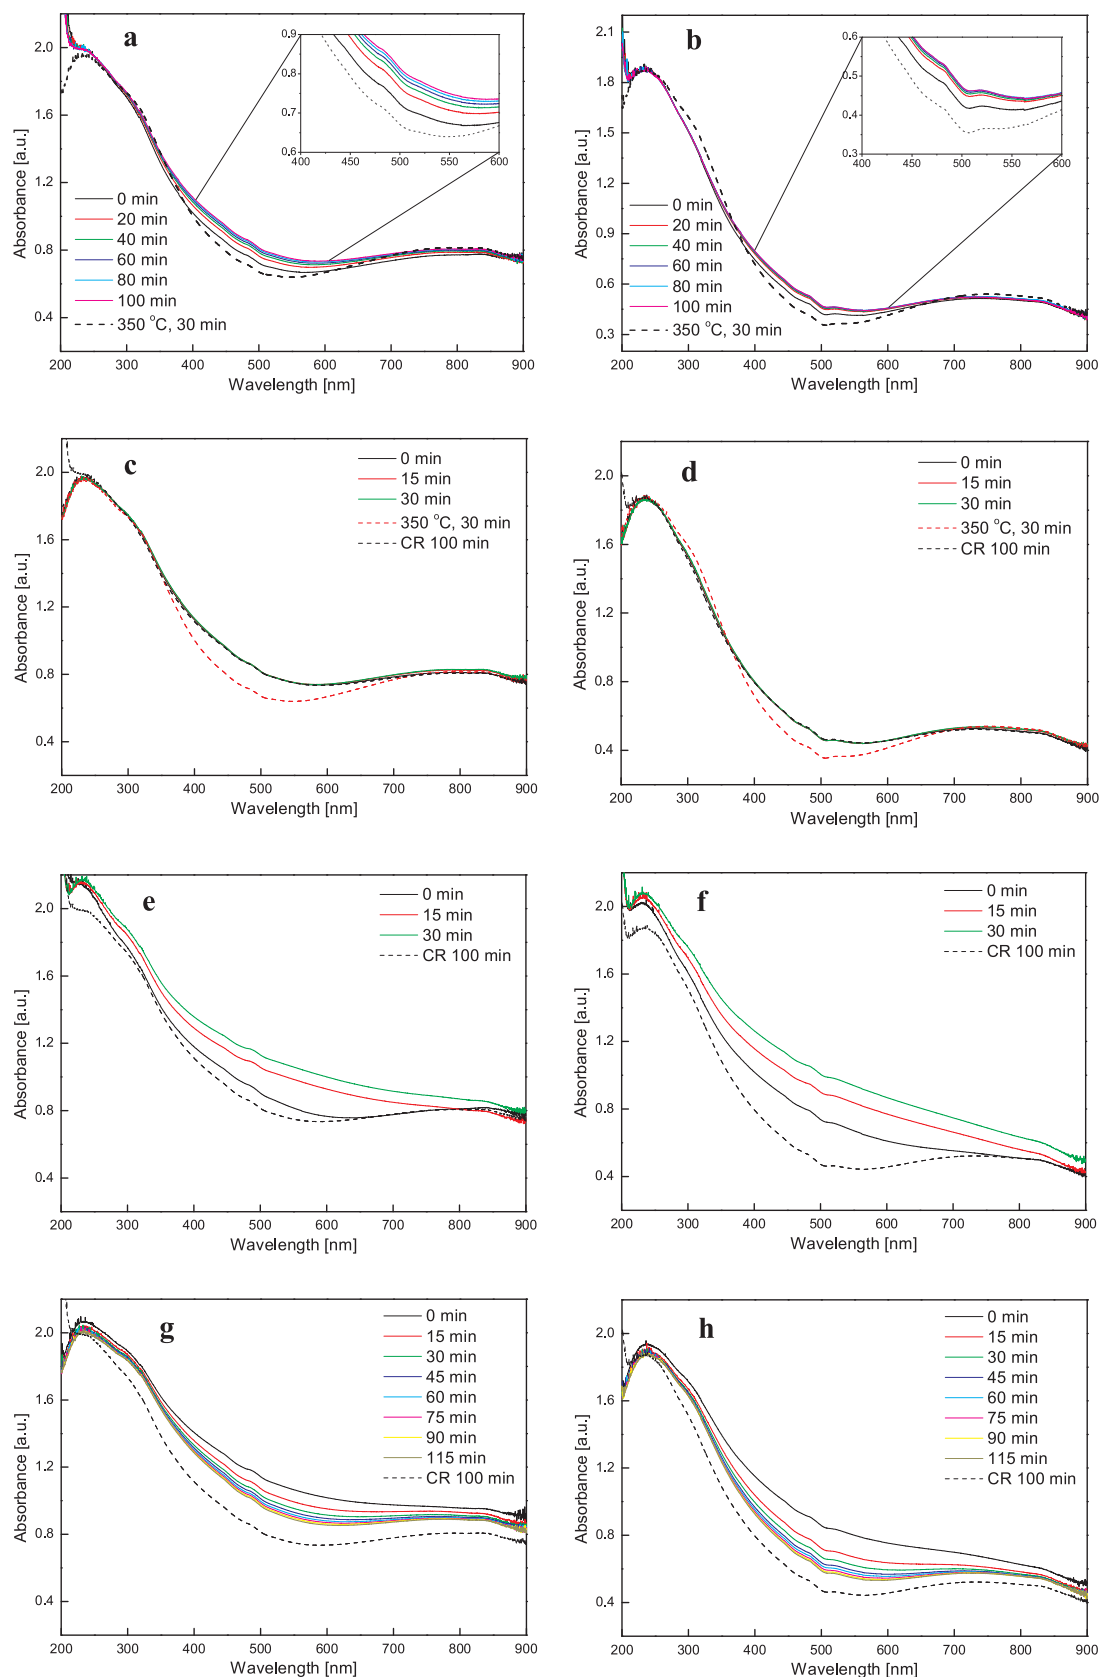 a
0.9
0.8
0.7
0.6
400 450 500 550 600
2.0
1.6
1.2
0.8
0.4
Absorbance [a.u.]
0 min
20 min
40 min
60 min
80 min
100 min
350 °C, 30 min
200 300 400 500 600 700 800 900
Wavelength [nm]
b
0.6
0.5
0.4
0.3
400 450 500 550 600
2.1
1.8
1.5
1.2
0.9
0.6
0.3
Absorbance [a.u.]
0 min
20 min
40 min
60 min
80 min
100 min
350 °C, 30 min
200 300 400 500 600 700 800 900
Wavelength [nm]
c
2.0
1.6
1.2
0.8
0.4
Absorbance [a.u.]
0 min
15 min
30 min
350 °C, 30 min
CR 100 min
200 300 400 500 600 700 800 900
Wavelength [nm]
d
2.0
1.6
1.2
0.8
0.4
Absorbance [a.u.]
0 min
15 min
30 min
350 °C, 30 min
CR 100 min
200 300 400 500 600 700 800 900
Wavelength [nm]
e
2.0
1.6
1.2
0.8
0.4
Absorbance [a.u.]
0 min
15 min
30 min
CR 100 min
200 300 400 500 600 700 800 900
Wavelength [nm]
f
2.0
1.6
1.2
0.8
0.4
Absorbance [a.u.]
0 min
15 min
30 min
CR 100 min
200 300 400 500 600 700 800 900
Wavelength [nm]
g
2.0
1.6
1.2
0.8
0.4
Absorbance [a.u.]
0 min
15 min
30 min
45 min
60 min
75 min
90 min
115 min
CR 100 min
200 300 400 500 600 700 800 900
Wavelength [nm]
h
2.0
1.6
1.2
0.8
0.4
Absorbance [a.u.]
0 min
15 min
30 min
45 min
60 min
75 min
90 min
115 min
CR 100 min
200 300 400 500 600 700 800 900
Wavelength [nm]